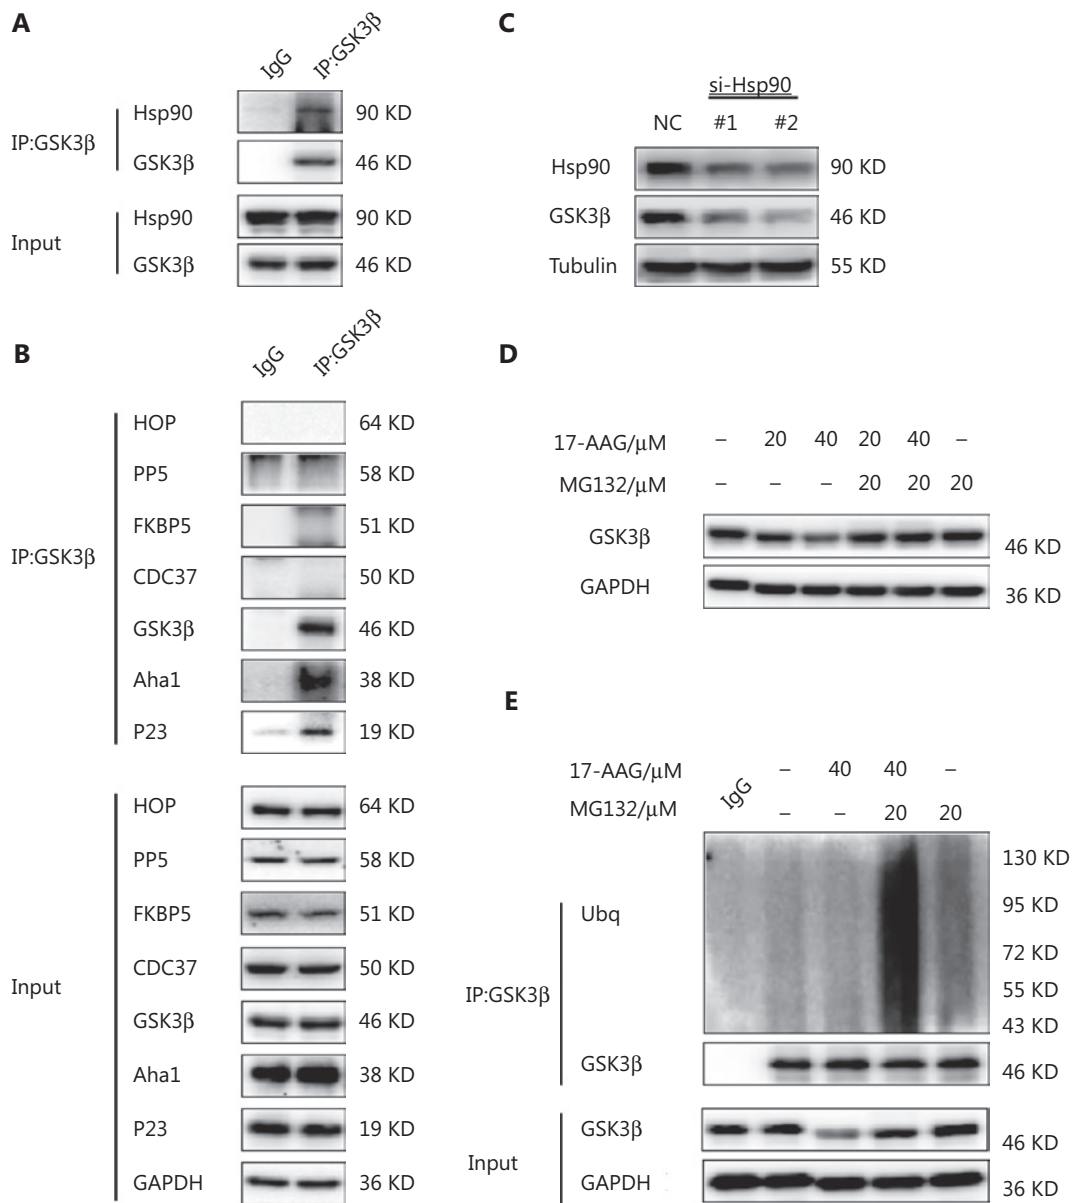 A
IgG IP:GSK3β
IP:GSK3β
Hsp90 90 KD
GSK3β 46 KD
Input
Hsp90 90 KD
GSK3β 46 KD
B
IgG IP:GSK3β
IP:GSK3β
HOP 64 KD
PP5 58 KD
FKBP5 51 KD
CDC37 50 KD
GSK3β 46 KD
Aha1 38 KD
P23 19 KD
Input
HOP 64 KD
PP5 58 KD
FKBP5 51 KD
CDC37 50 KD
GSK3β 46 KD
Aha1 38 KD
P23 19 KD
GAPDH 36 KD
C
si-Hsp90
NC #1 #2
Hsp90 90 KD
GSK3β 46 KD
Tubulin 55 KD
D
17-AAG/μM – 20 40 20 40 –
MG132/μM – – – 20 20 20
GSK3β 46 KD
GAPDH 36 KD
E
17-AAG/μM – 40 40 –
IgG
MG132/μM – – 20 20
IP:GSK3β
Ubq
130 KD
95 KD
72 KD
55 KD
43 KD
GSK3β 46 KD
Input
GSK3β 46 KD
GAPDH 36 KD